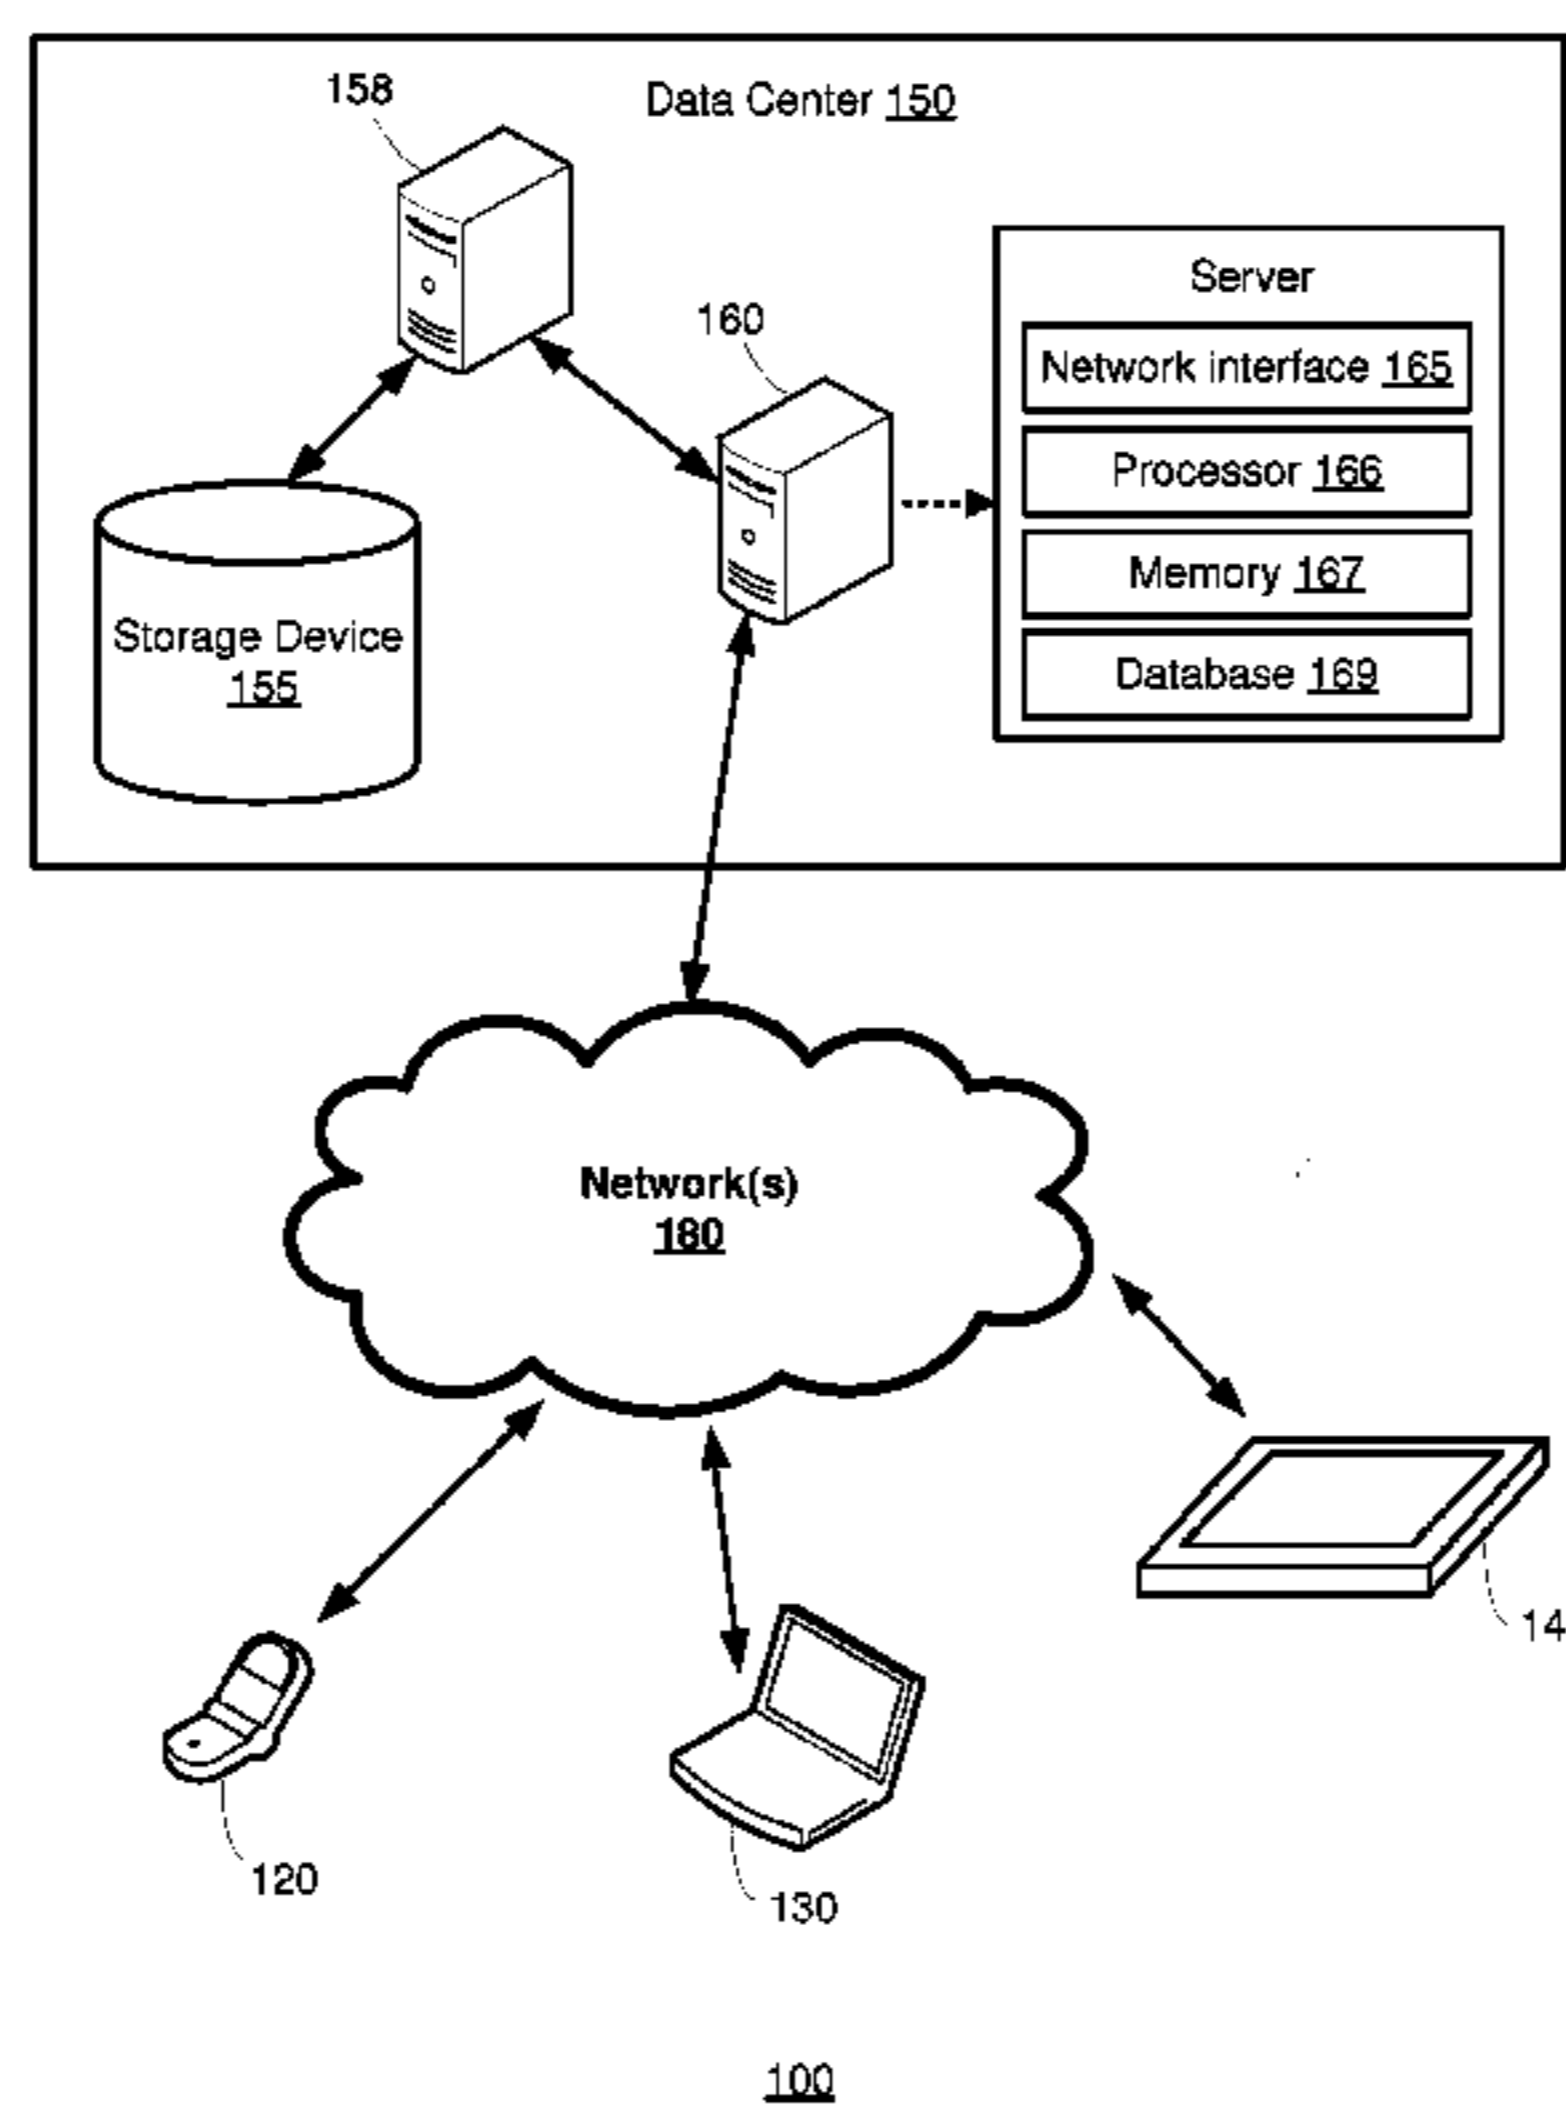 158
Data Center 150
Server
160
Network interface 165
Processor 166
Memory 167
Storage Device
155
Database 169
Network(s)
180
14
120
130
100